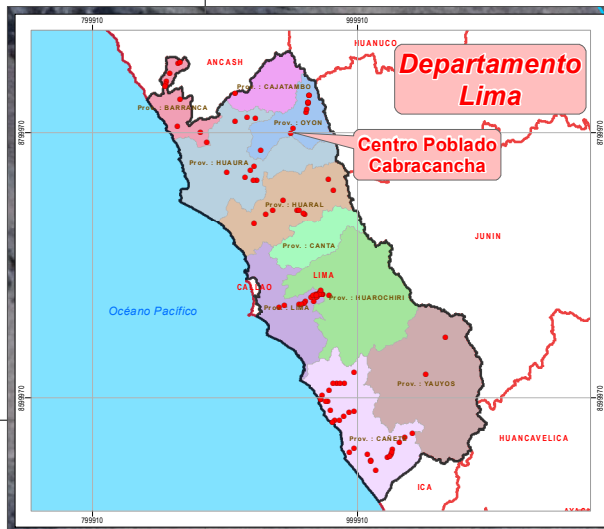 799910
799910
HUANUCO
ANCASH
Departamento
Lima
Prov. : CAJATAMBO
Prov. : BARRANCA
Prov. : OYON
8799970
8799970
Centro Poblado
Cabracancha
Prov. : HUAURA
Prov. : HUARAL
JUNIN
Prov. : CANTA
LIMA
CALLAO
Prov. : HUAROCHIRI
Prov. : LIMA
Océano Pacífico
Prov. : YAUYOS
8599970
8599970
Prov. : CAÑETE
HUANCAVELICA
ICA
799910
799910